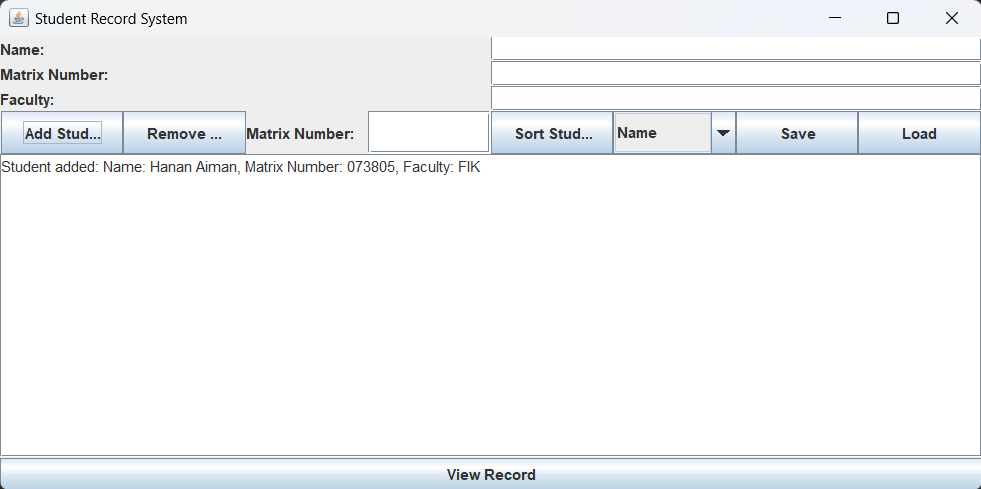 Student Record System
Name:
Matrix Number:
Faculty:
Add Stud... Remove ... Matrix Number: Sort Stud... Name Save Load
Student added: Name: Hanan Aiman, Matrix Number: 073805, Faculty: FIK
View Record